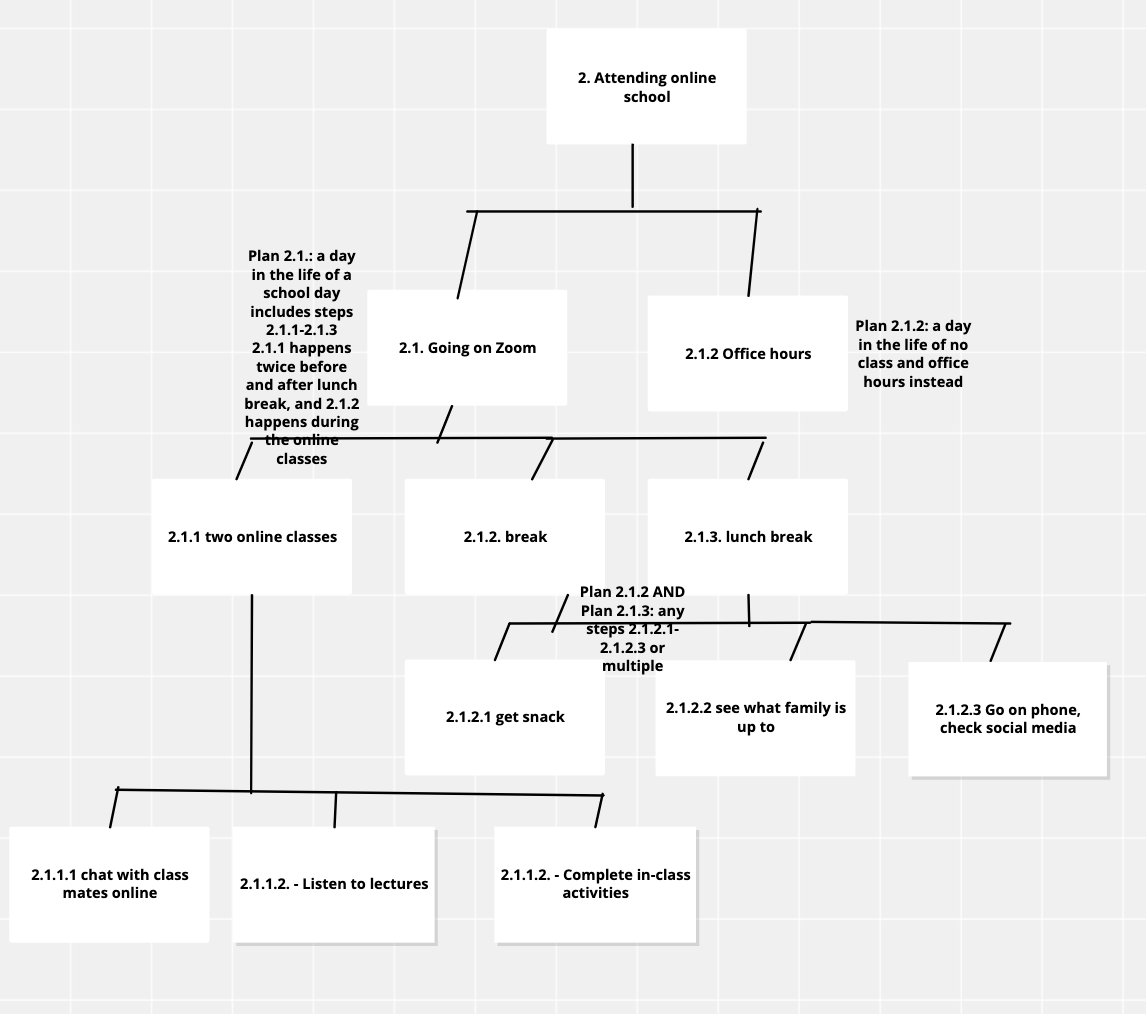 2. Attending online
school
Plan 2.1.: a day
in the life of a
school day
includes steps
2.1.1-2.1.3
2.1.1 happens
twice before
and after lunch
break, and 2.1.2
happens during
the online
classes
2.1. Going on Zoom
2.1.2 Office hours
Plan 2.1.2: a day
in the life of no
class and office
hours instead
2.1.1 two online classes
2.1.2. break
2.1.3. lunch break
Plan 2.1.2 AND
Plan 2.1.3: any
steps 2.1.2.1-
2.1.2.3 or
multiple
2.1.2.1 get snack
2.1.2.2 see what family is
up to
2.1.2.3 Go on phone,
check social media
2.1.1.1 chat with class
mates online
2.1.1.2. - Listen to lectures
2.1.1.2. - Complete in-class
activities